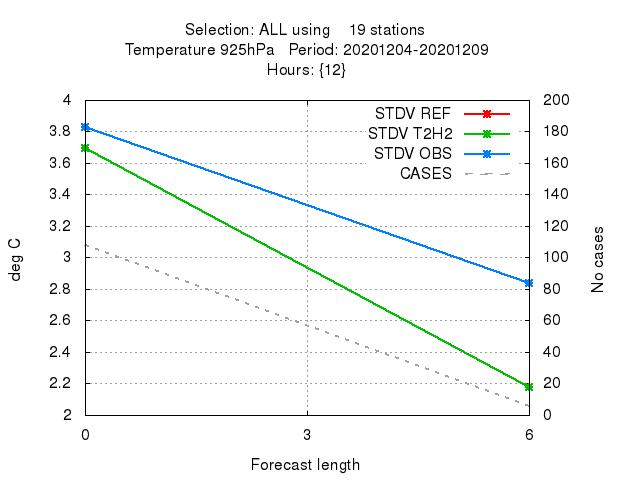 Selection: ALL using    19 stations
Temperature 925hPa   Period: 20201204-20201209
Hours: {12}
STDV REF
STDV T2H2
STDV OBS
CASES
4
3.8
3.6
3.4
3.2
3
2.8
2.6
2.4
2.2
2
200
180
160
140
120
100
80
60
40
20
0
deg C
No cases
0 3 6
Forecast length